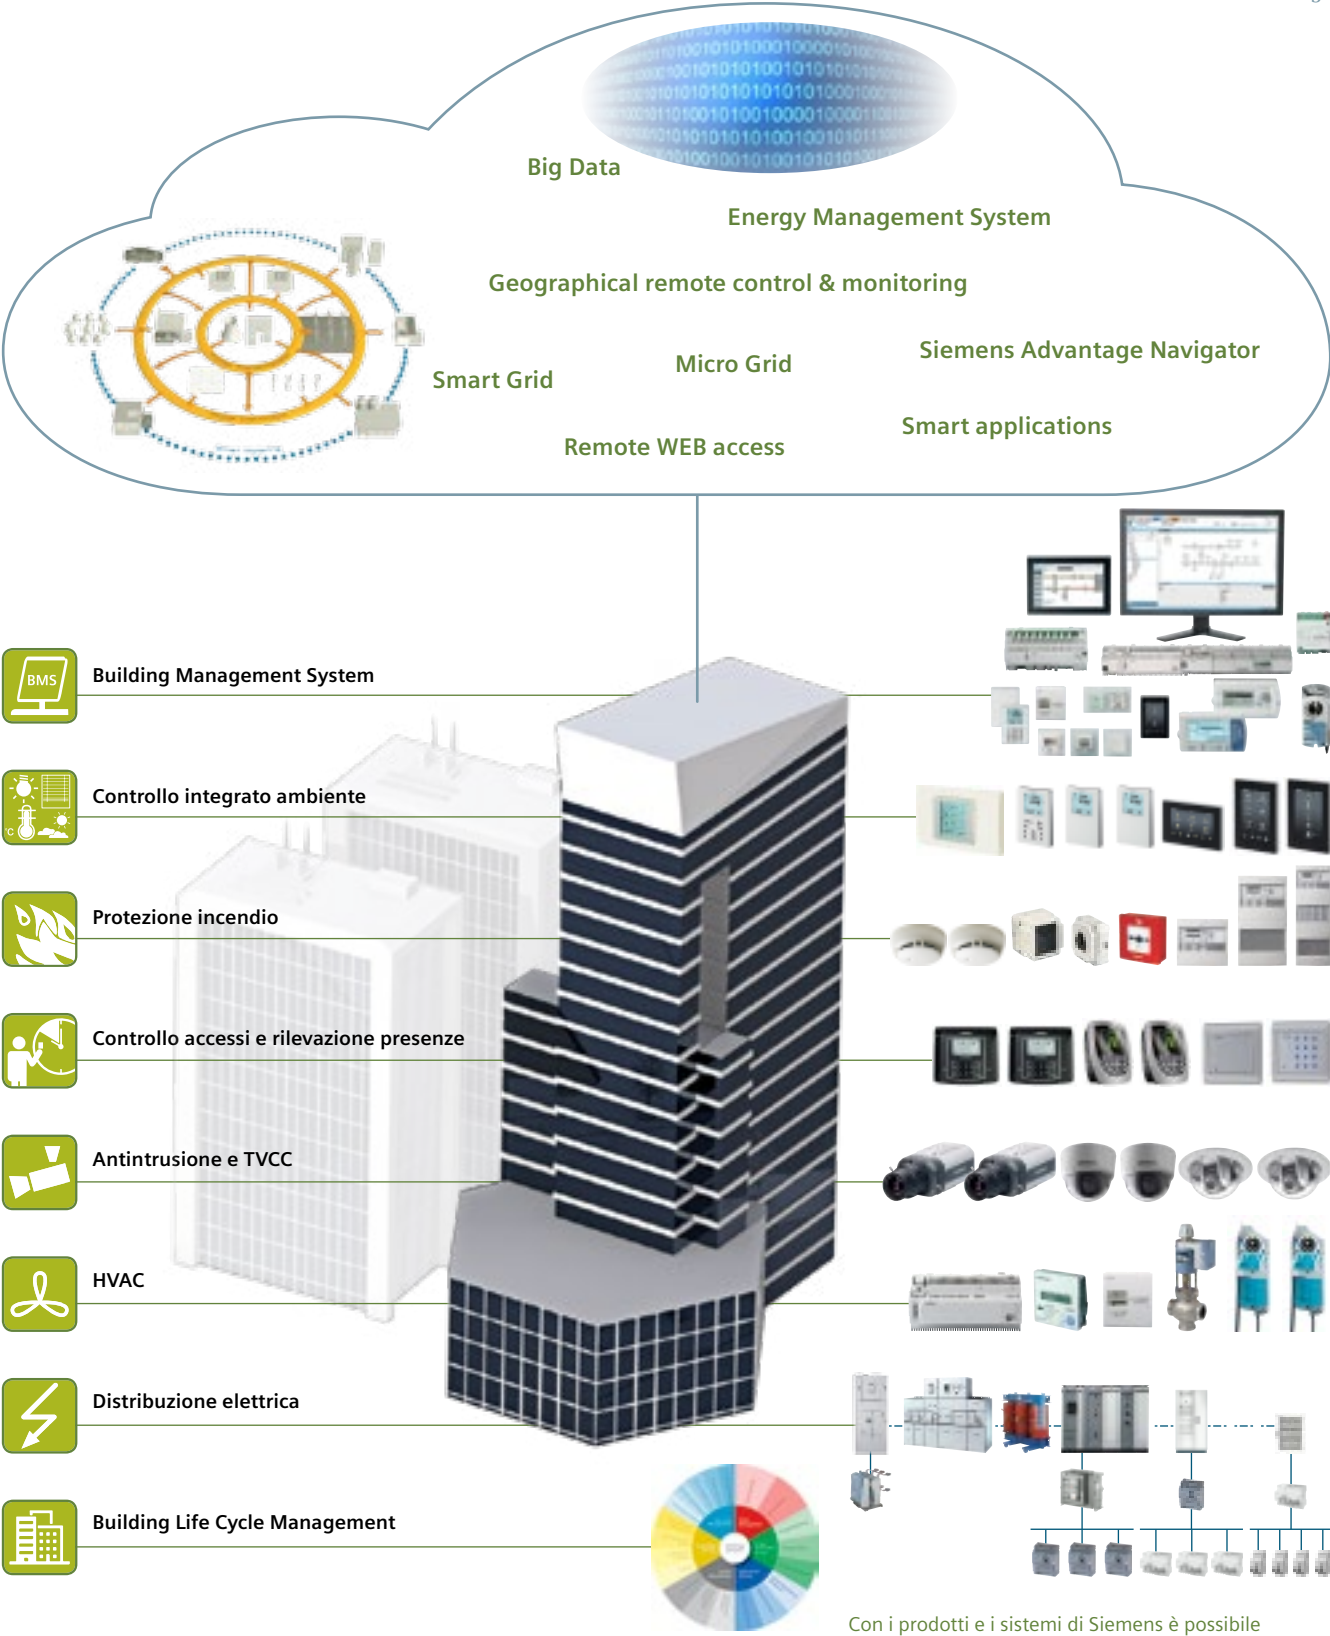 Big Data
Energy Management System
Geographical remote control & monitoring
Siemens Advantage Navigator
Micro Grid
Smart Grid
Smart applications
Remote WEB access
BMS
Building Management System
°C
Controllo integrato ambiente
Protezione incendio
Controllo accessi e rilevazione presenze
Antintrusione e TVCC
HVAC
Distribuzione elettrica
Building Life Cycle Management
Con i prodotti e i sistemi di Siemens è possibile